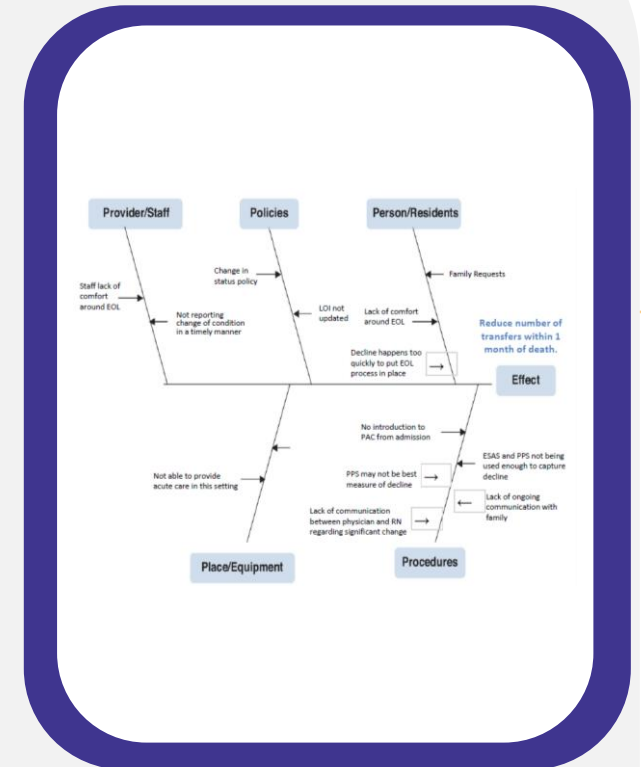 Provider/Staff
Policies
Person/Residents
Staff lack of
comfort
around EOL
Not reporting
change of condition
in a timely manner
Change in
status policy
LOI not
updated
Family Requests
Lack of comfort
around EOL
Decline happens too
quickly to put EOL
process in place
Reduce number of
transfers within 1
month of death.
Effect
Not able to provide
acute care in this setting
No introduction to
PAC from admission
ESAS and PPS not being
used enough to capture
decline
PPS may not be best
measure of decline
Lack of ongoing
communication with
family
Lack of communication
between physician and RN
regarding significant change
Place/Equipment
Procedures